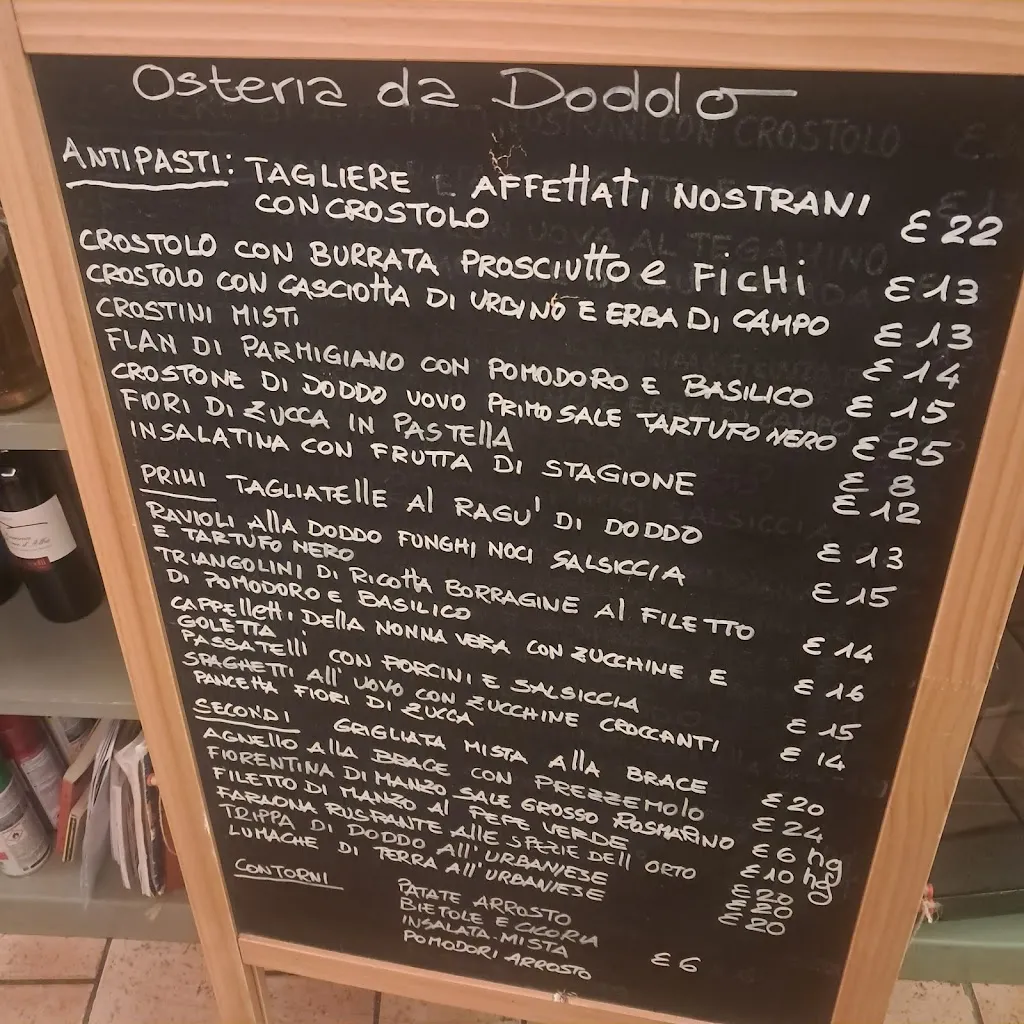 Osteria da Doddo
ANTIPASTI: TAGLIERE E AFFETTATI NOSTRANI
CON CROSTOLO € 22
CROSTOLO CON BURRATA PROSCIUTTO e FICHI € 13
CROSTOLO CON CASCIOTTA DI URBINO E ERBA DI CAMPO € 13
CROSTINI MISTI € 14
FLAN DI PARMIGIANO CON POMODORO E BASILICO € 15
CROSTONE DI DODDO UOVO PRIMO SALE TARTUFO NERO € 25
FIORI DI ZUCCA IN PASTELLA € 8
INSALATINA CON FRUTTA DI STAGIONE € 12
PRIMI TAGLIATELLE Al RAGU' DI DODDO € 13
RAVIOLI Alla DODDO FUNGHI NOCI SALSICCIA
E TARTUFO NERO € 15
TRIANGOLINI DI RICOTTA BORRAGINE Al FILETTO
DI POMODORO E BASILICO € 14
CAPPELLETTI DELLA NONNA VERA CON ZUCCHINE E
GOLETTA € 16
PASSATELLI CON PORCINI E SALSICCIA € 15
SPAGHETTI All' UOVO CON ZUCCHINE CROCCANTI
PANCETTA FIORI DI ZUCCA € 14
SECONDI GRIGLIATA MISTA Alla BRACE € 20
AGNELLO Alla BRACE CON PREZZEMOLO € 24
FIORENTINA DI MANZO SALE GROSSO ROSMARINO € 6 hg
FILETTO DI MANZO Al PEPE VERDE € 10 hg
FARAONA RUSPANTE Alle SPEZIE DELL ORTO € 20
TRIPPA DI DODDO All'URBANIESE € 20
LUMACHE DI TERRA All'URBANIESE € 20
CONTORNI
PATATE ARROSTO
BIETOLE E CICORIA
INSALATA MISTA € 6
POMODORI ARROSTO